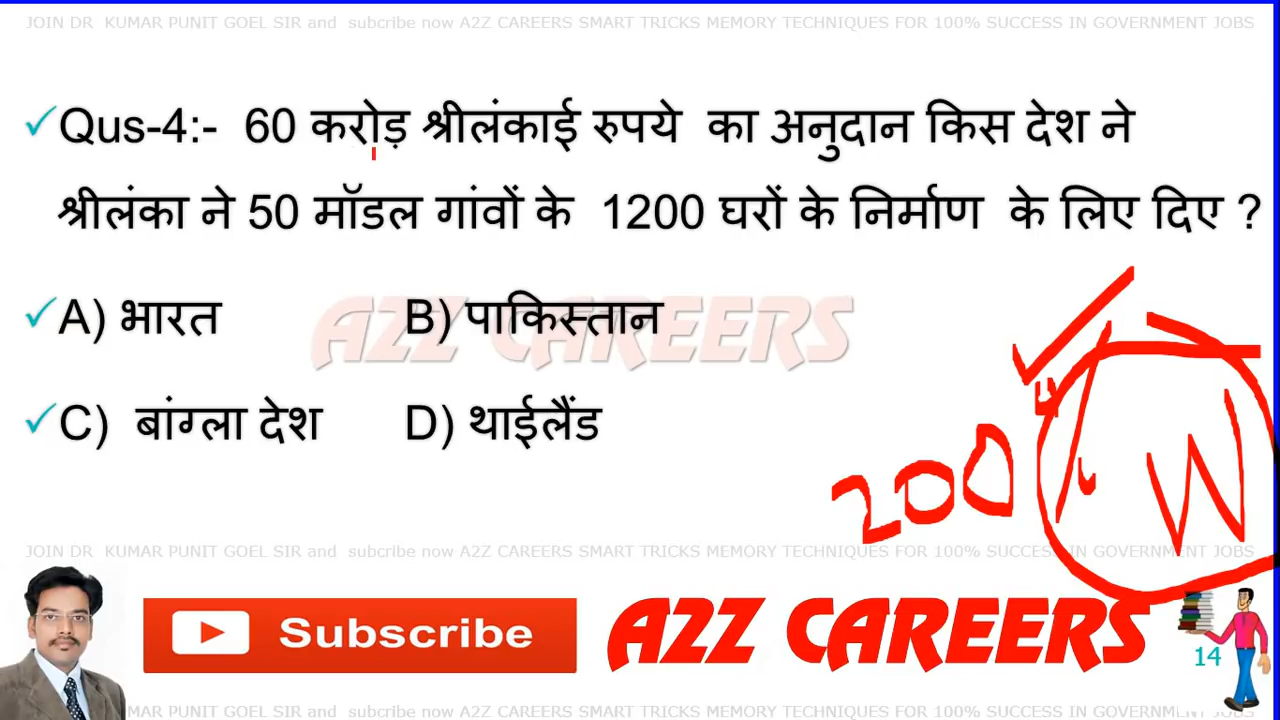 JOIN DR KUMAR PUNIT GOEL SIR and subcribe now A2Z CAREERS SMART TRICKS MEMORY TECHNIQUES FOR 100% SUCCESS IN GOVERNMENT JOBS
Qus-4:- 60 करोड़ श्रीलंकाई रुपये का अनुदान किस देश ने
श्रीलंका ने 50 मॉडल गांवों के 1200 घरों के निर्माण के लिए दिए ?
A) भारत B) पाकिस्तान
A2Z CAREERS
C) बांग्ला देश D) थाईलैंड
200
W
JOIN DR KUMAR PUNIT GOEL SIR and subcribe now A2Z CAREERS SMART TRICKS MEMORY TECHNIQUES FOR 100% SUCCESS IN GOVERNMENT JOBS
Subscribe A2Z CAREERS
14
MAR PUNIT GOEL SIR and subcribe now A2Z CAREERS SMART TRICKS MEMORY TECHNIQUES FOR 100% SUCCESS IN GOVERNMENT JOBS